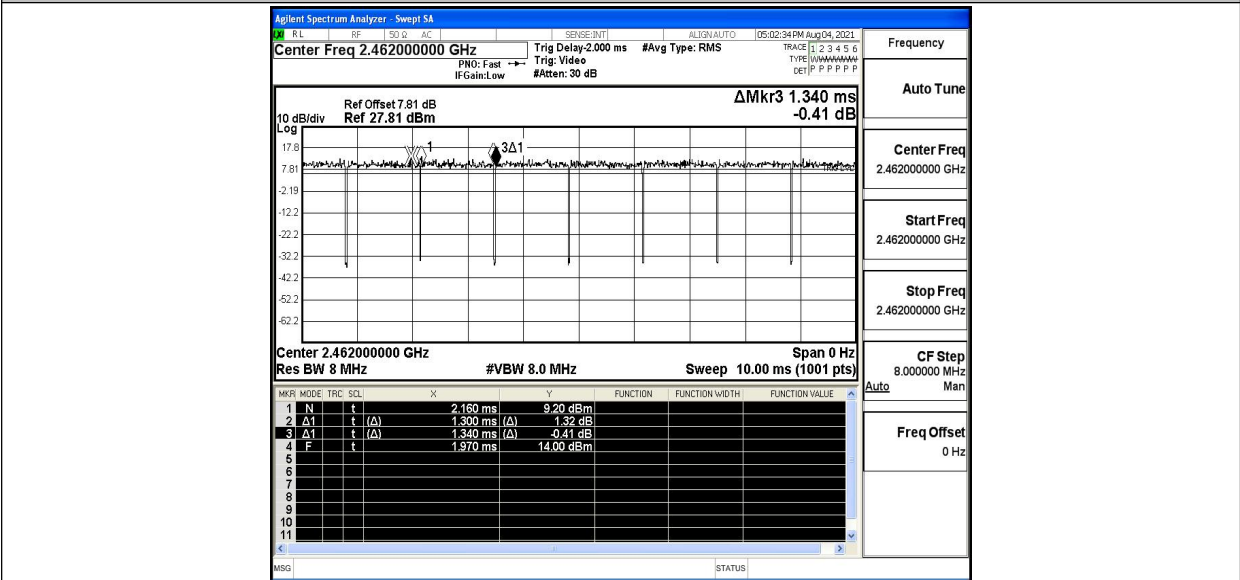 Agilent Spectrum Analyzer - Swept SA
RL RF 50 Ω AC SENSE:INT ALIGNAUTO 05:02:34 PM Aug 04, 2021
Center Freq 2.462000000 GHz
PNO: Fast
IFGain:Low
Trig Delay-2.000 ms
Trig: Video
#Atten: 30 dB
#Avg Type: RMS
TRACE 1 2 3 4 5 6
TYPE WWWWWW
DET P P P P P P
Frequency
Auto Tune
Center Freq
2.462000000 GHz
Start Freq
2.462000000 GHz
Stop Freq
2.462000000 GHz
CF Step
8.000000 MHz
Auto Man
Freq Offset
0 Hz
ΔMkr3 1.340 ms
-0.41 dB
Ref Offset 7.81 dB
10 dB/div Ref 27.81 dBm
Log
17.8
7.81
-2.19
-12.2
-22.2
-32.2
-42.2
-52.2
-62.2
1
3Δ1
TRIG LVL
Center 2.462000000 GHz Span 0 Hz
Res BW 8 MHz #VBW 8.0 MHz Sweep 10.00 ms (1001 pts)
MKR MODE TRC SCL X Y FUNCTION FUNCTION WIDTH FUNCTION VALUE
1 N t 2.160 ms 9.20 dBm
2 Δ1 t (Δ) 1.300 ms (Δ) 1.32 dB
3 Δ1 t (Δ) 1.340 ms (Δ) -0.41 dB
4 F t 1.970 ms 14.00 dBm
5
6
7
8
9
10
11
MSG STATUS